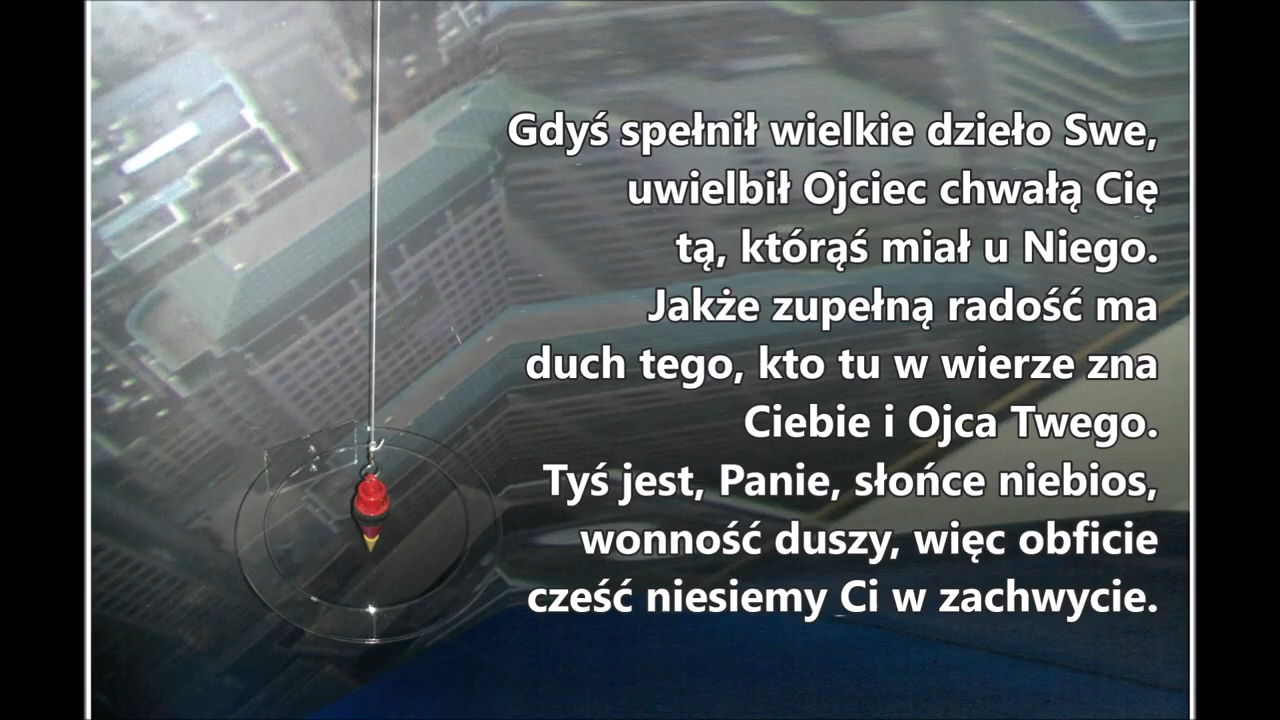 Gdyś spełnił wielkie dzieło Swe,
uwielbił Ojciec chwałą Cię
tą, którąś miał u Niego.
Jakże zupełną radość ma
duch tego, kto tu w wierze zna
Ciebie i Ojca Twego.
Tyś jest, Panie, słońce niebios,
wonność duszy, więc obficie
cześć niesiemy Ci w zachwycie.